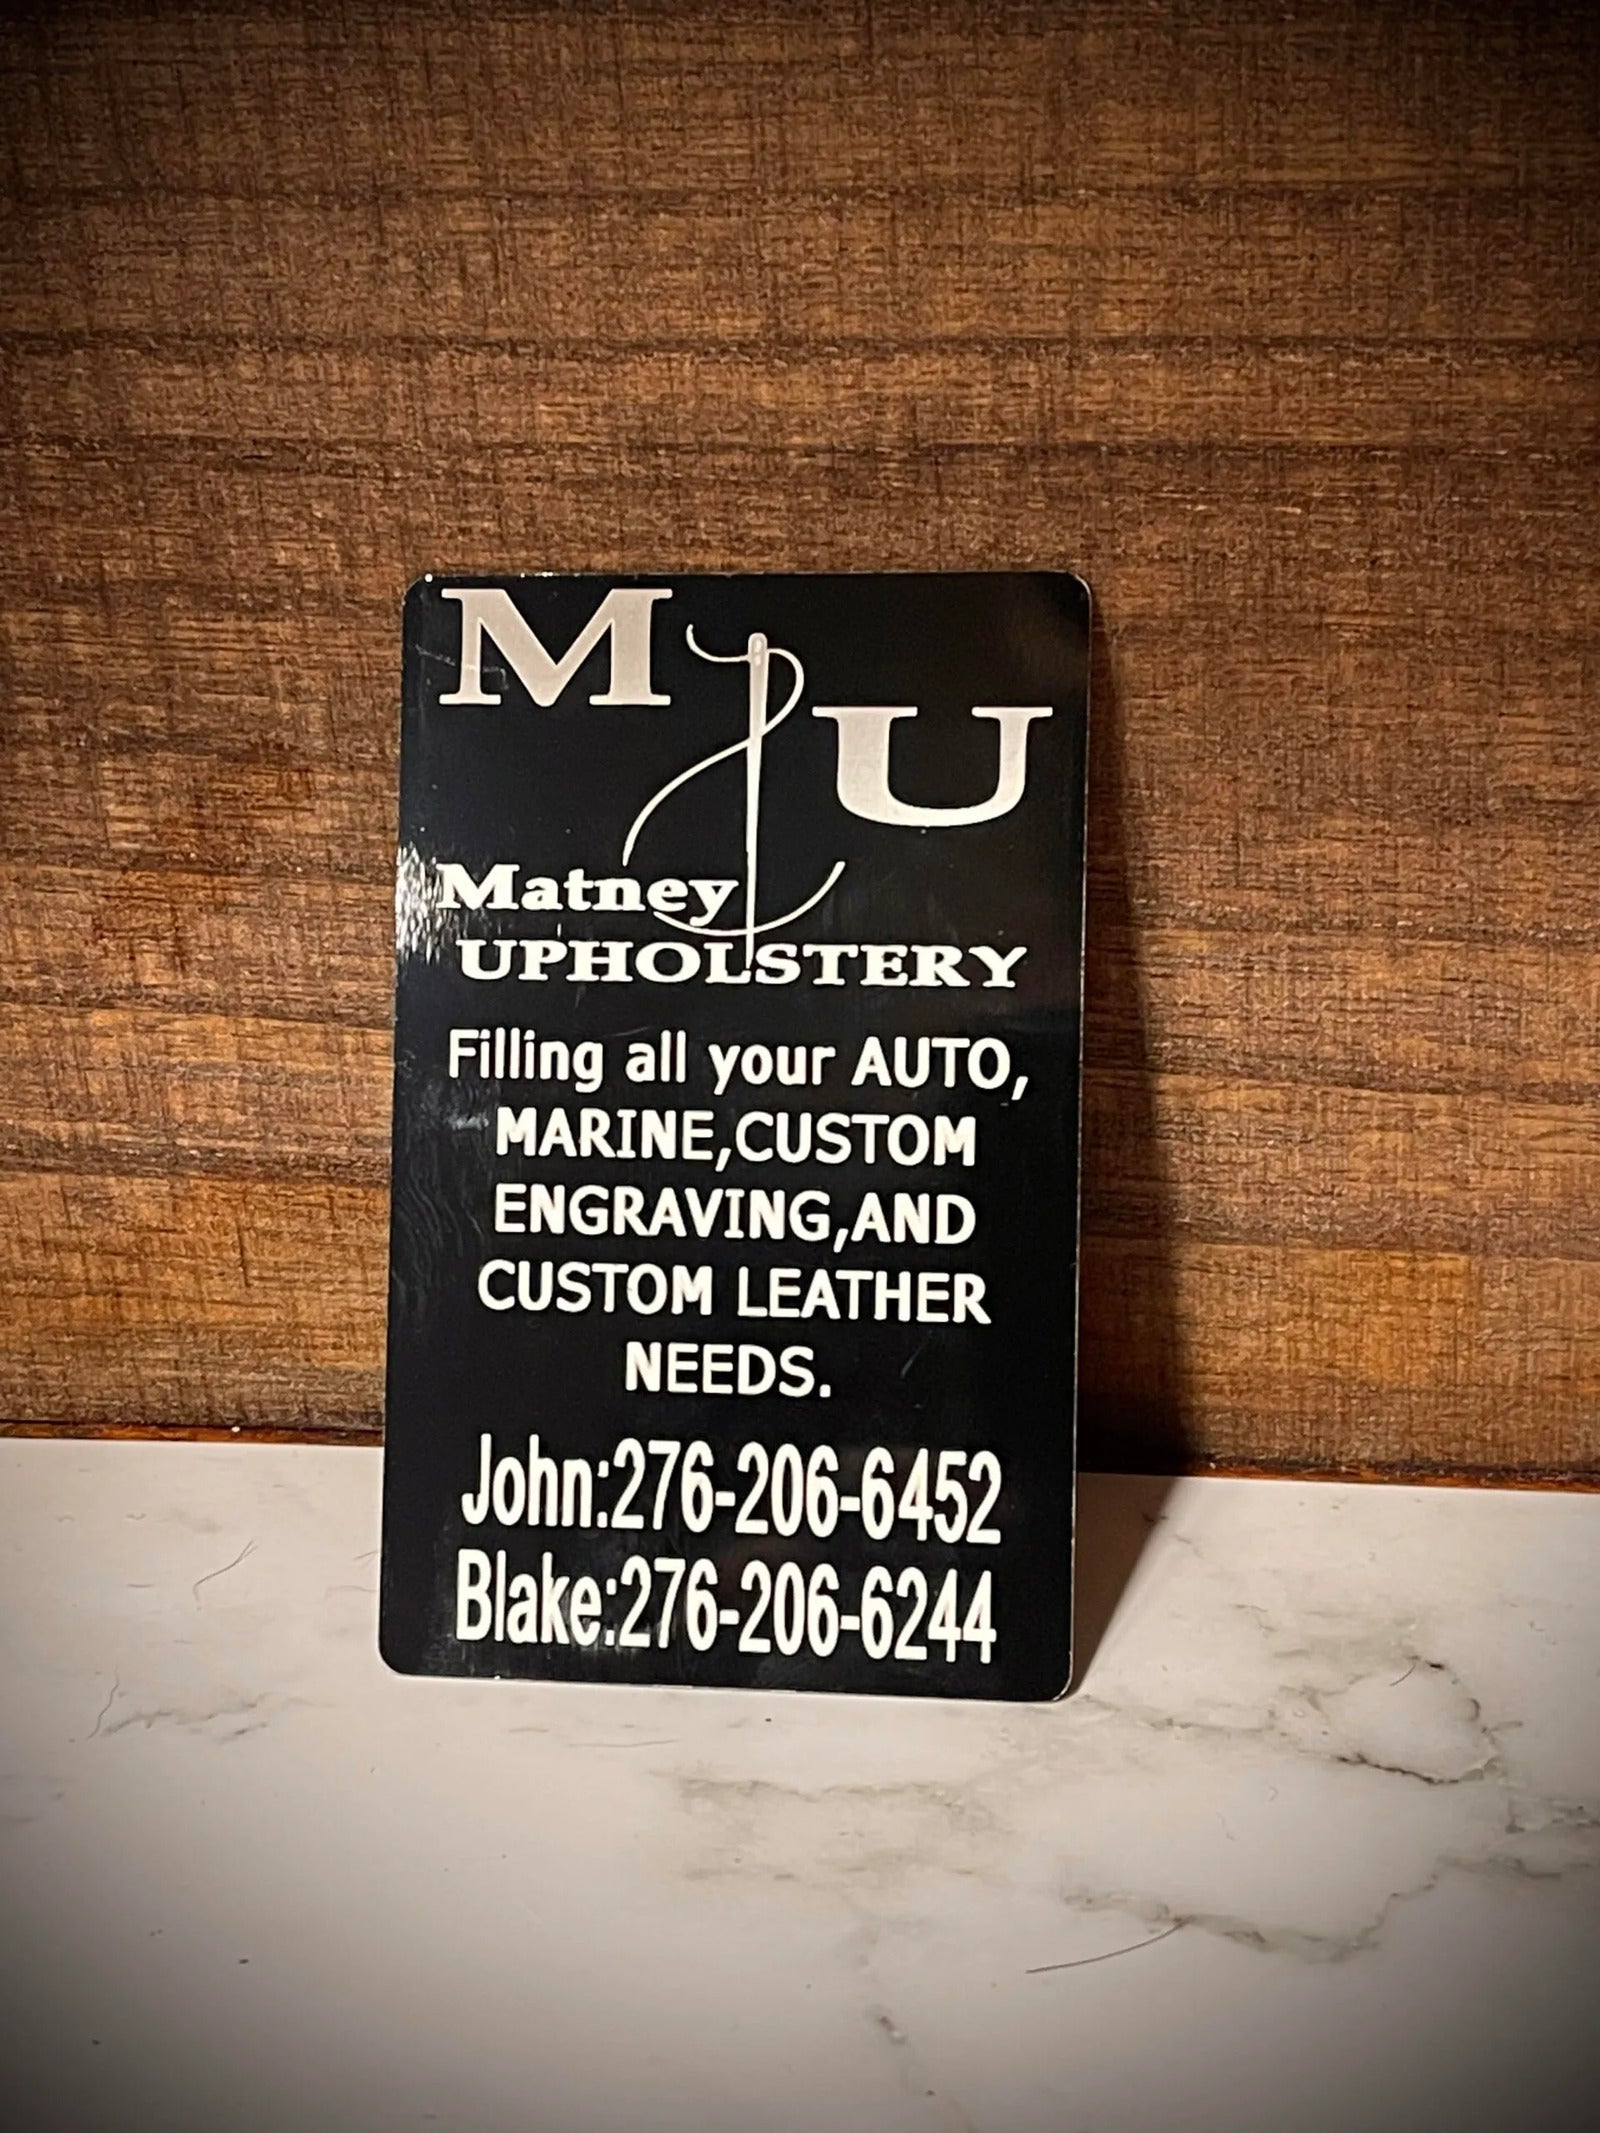 M U
Matney
UPHOLSTERY
Filling all your AUTO,
MARINE,CUSTOM
ENGRAVING,AND
CUSTOM LEATHER
NEEDS.
John:276-206-6452
Blake:276-206-6244